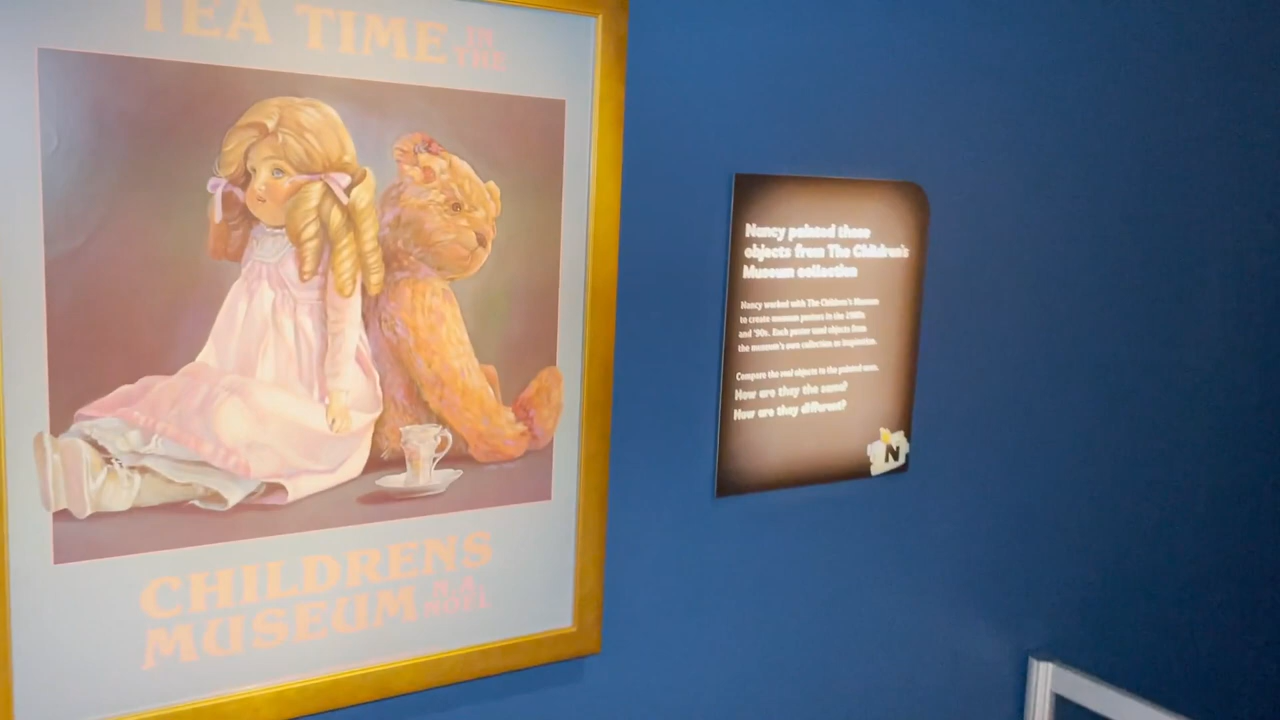 TEA TIME IN
THE
CHILDRENS
MUSEUM N.A.
NOEL
Nancy painted these
objects from The Children's
Museum collection
Nancy worked with The Children's Museum
to create museum posters in the 1980s
and '90s. Each poster used objects from
the museum's own collection as inspiration.
Compare the real objects to the painted ones.
How are they the same?
How are they different?
N